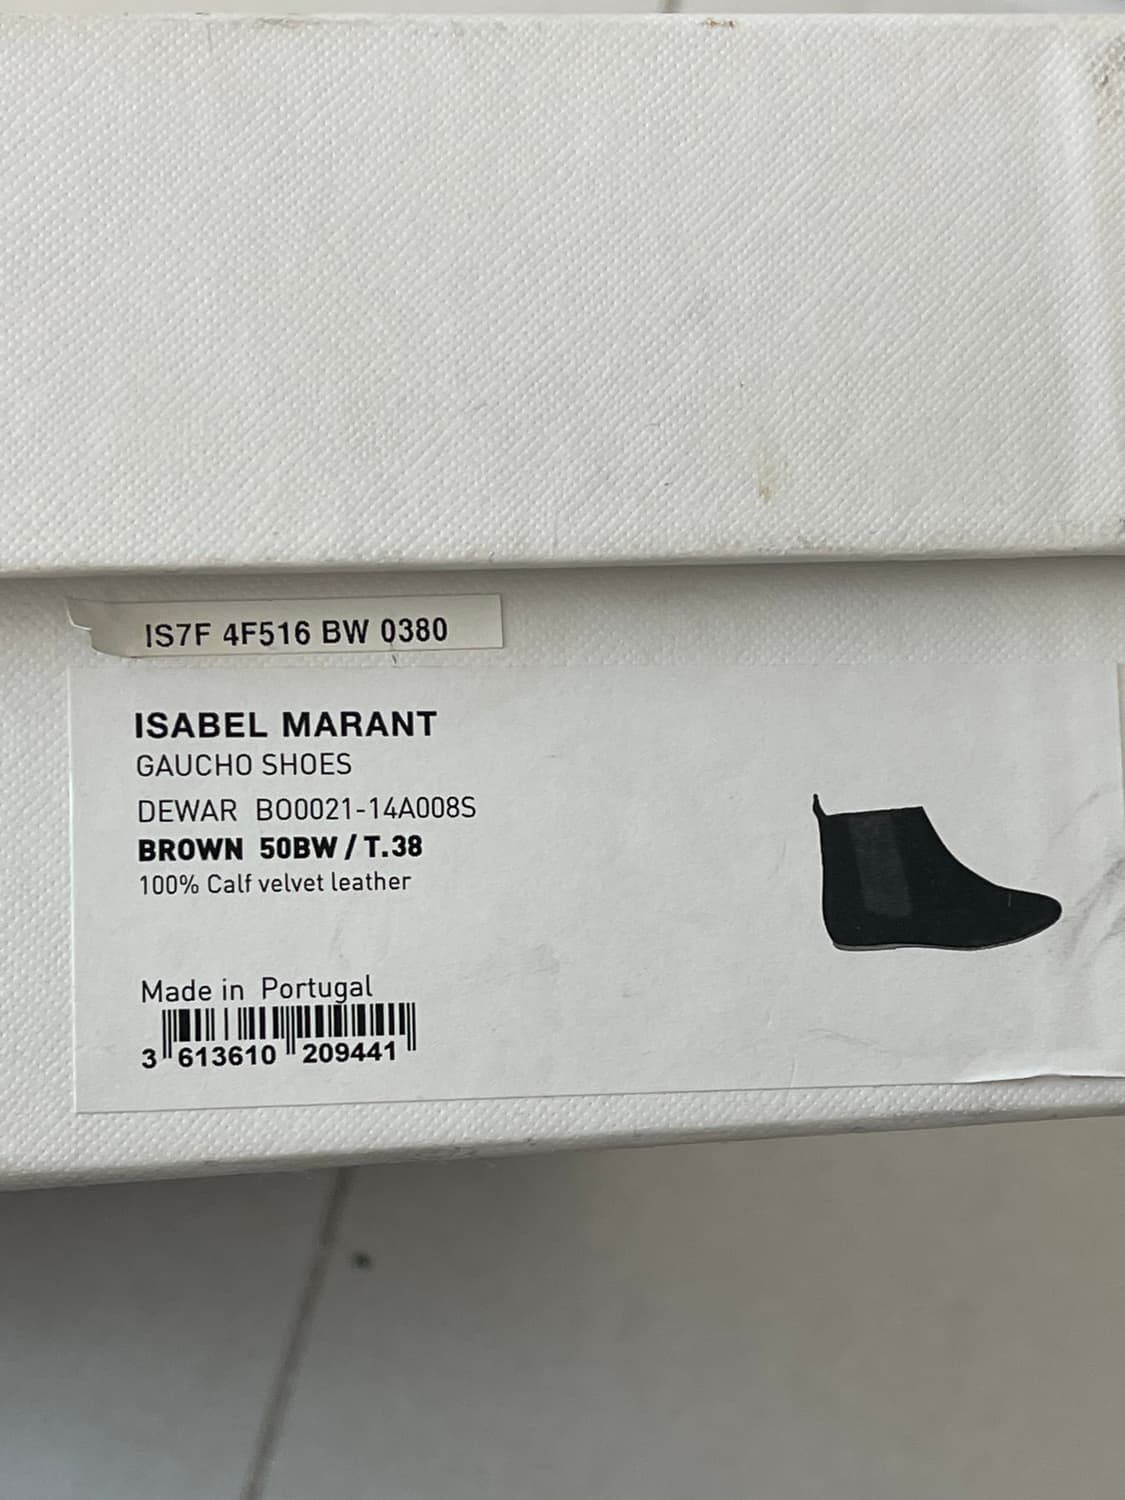 IS7F 4F516 BW 0380
ISABEL MARANT
GAUCHO SHOES
DEWAR BO0021-14A008S
BROWN 50BW / T.38
100% Calf velvet leather
Made in Portugal
3 613610 209441